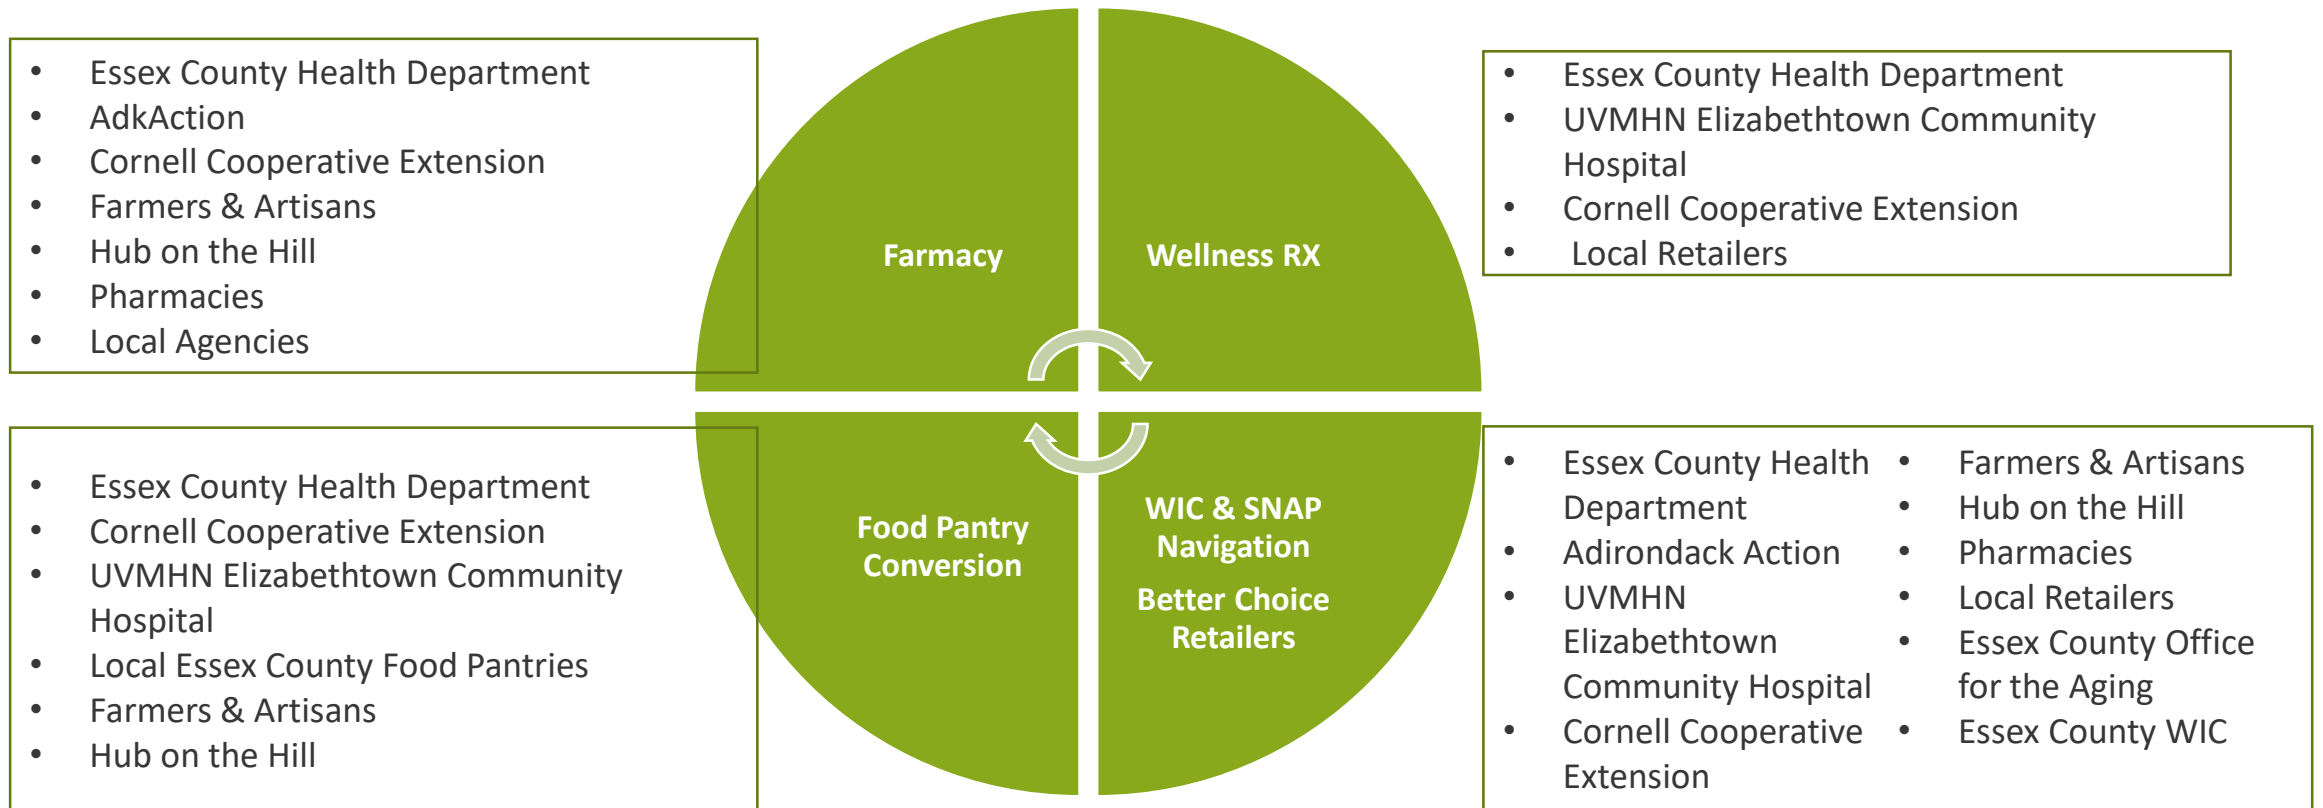 • Essex County Health Department
• AdkAction
• Cornell Cooperative Extension
• Farmers & Artisans
• Hub on the Hill
• Pharmacies
• Local Agencies
Farmacy
Wellness RX
• Essex County Health Department
• UVMHN Elizabethtown Community
Hospital
• Cornell Cooperative Extension
• Local Retailers
• Essex County Health Department
• Cornell Cooperative Extension
• UVMHN Elizabethtown Community
Hospital
• Local Essex County Food Pantries
• Farmers & Artisans
• Hub on the Hill
Food Pantry
Conversion
WIC & SNAP
Navigation
Better Choice
Retailers
• Essex County Health
Department
• Adirondack Action
• UVMHN
Elizabethtown
Community Hospital
• Cornell Cooperative
Extension
• Farmers & Artisans
• Hub on the Hill
• Pharmacies
• Local Retailers
• Essex County Office
for the Aging
• Essex County WIC